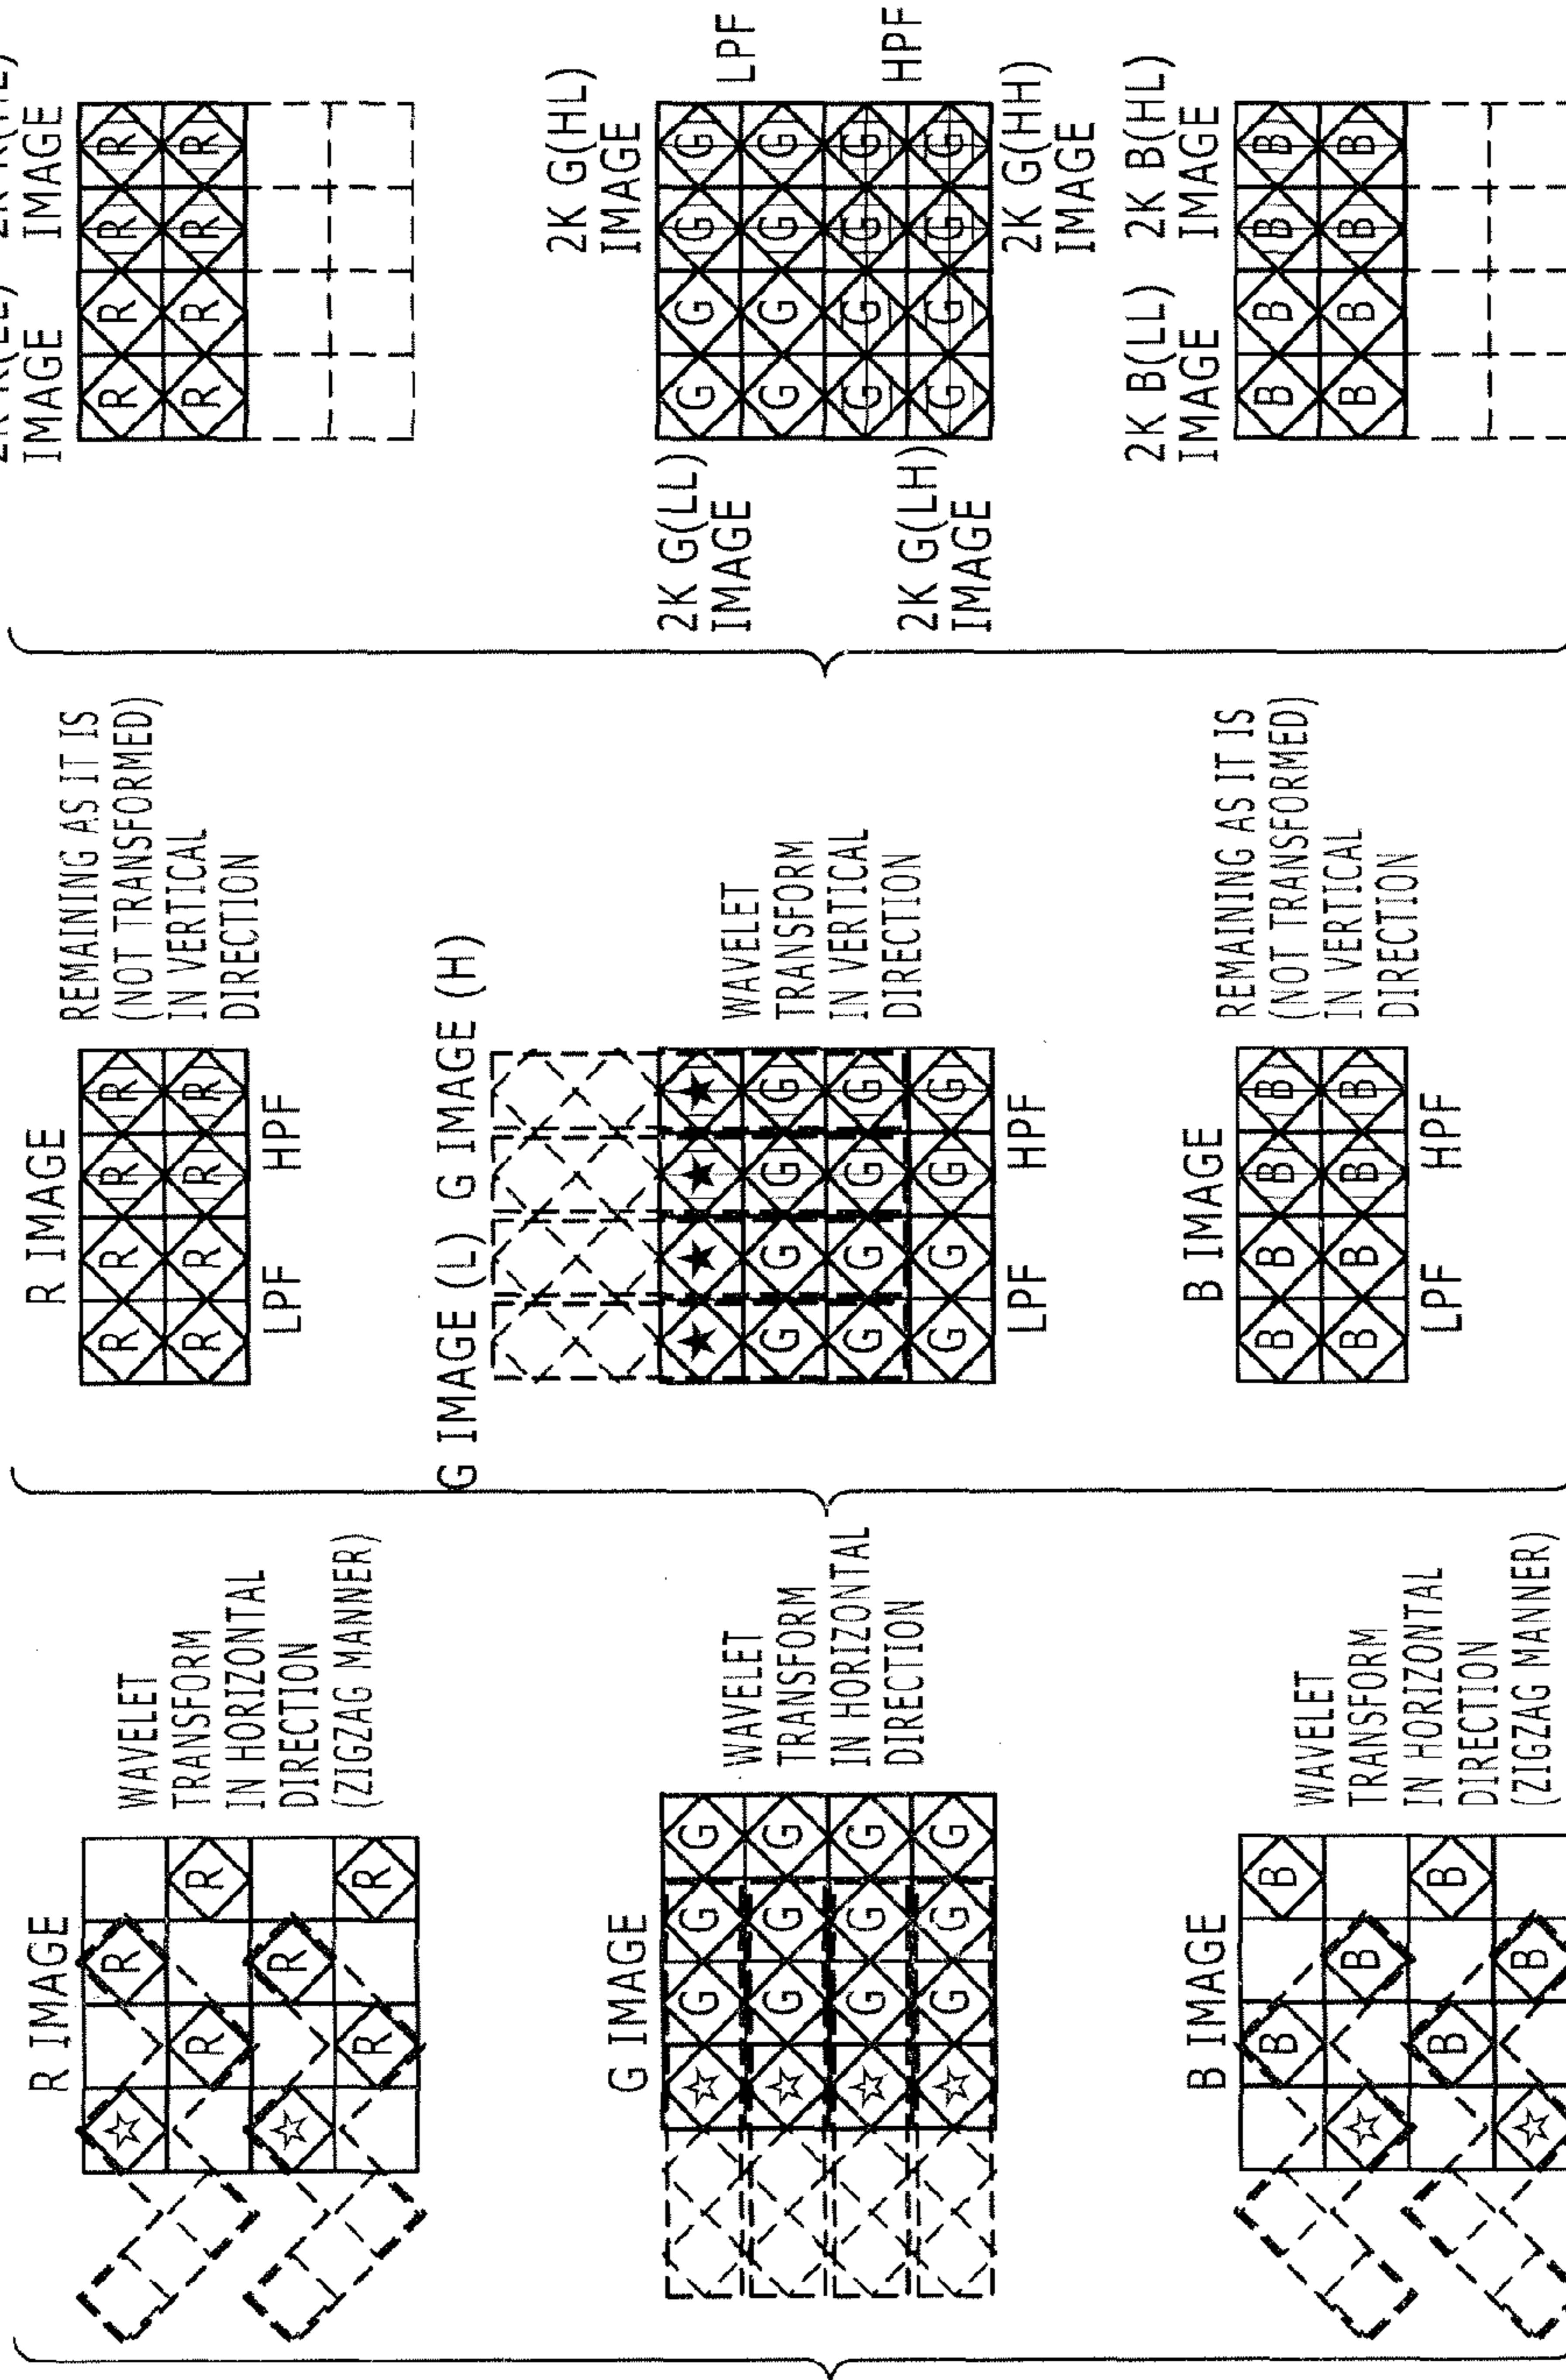 R IMAGE
☆ R
R R
☆ R
R R
WAVELET
TRANSFORM
IN HORIZONTAL
DIRECTION
(ZIGZAG MANNER)
G IMAGE
☆ G G G
☆ G G G
☆ G G G
☆ G G G
WAVELET
TRANSFORM
IN HORIZONTAL
DIRECTION
B IMAGE
B B
☆ B
B B
☆ B
WAVELET
TRANSFORM
IN HORIZONTAL
DIRECTION
(ZIGZAG MANNER)
R IMAGE
R R R R
R R R R
LPF HPF
REMAINING AS IT IS
(NOT TRANSFORMED)
IN VERTICAL
DIRECTION
G IMAGE (L) G IMAGE (H)
★ ★ ★ ★
G G G G
G G G G
G G G G
LPF HPF
WAVELET
TRANSFORM
IN VERTICAL
DIRECTION
B IMAGE
B B B B
B B B B
LPF HPF
REMAINING AS IT IS
(NOT TRANSFORMED)
IN VERTICAL
DIRECTION
IMAGE IMAGE
R R R R
R R R R
2K G(HL)
IMAGE
2K G(LL)
IMAGE
G G G G
G G G G
LPF
2K G(LH)
IMAGE
G G G G
G G G G
HPF
2K G(HH)
IMAGE
2K B(LL) 2K B(HL)
IMAGE IMAGE
B B B B
B B B B